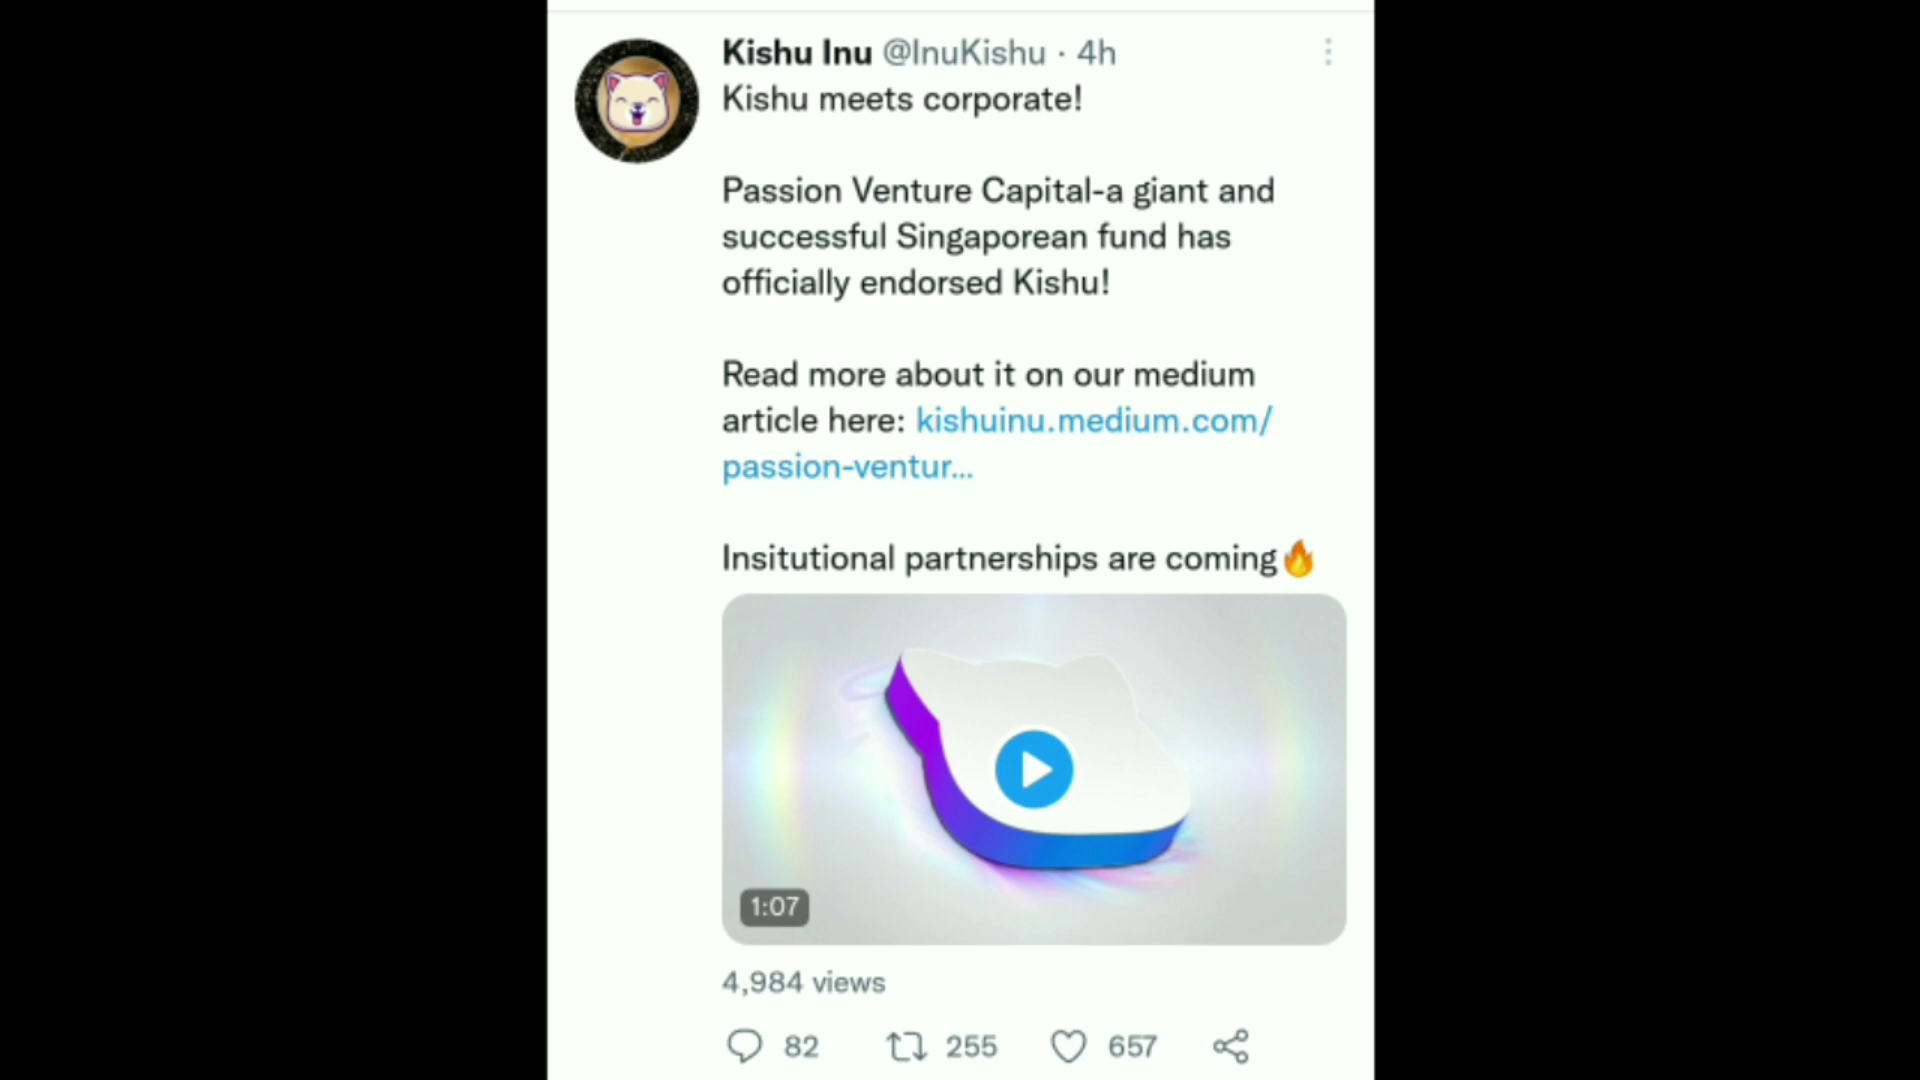 Kishu Inu @InuKishu · 4h
Kishu meets corporate!
Passion Venture Capital-a giant and
successful Singaporean fund has
officially endorsed Kishu!
Read more about it on our medium
article here: kishuinu.medium.com/
passion-ventur...
Insitutional partnerships are coming🔥
1:07
4,984 views
82 255 657